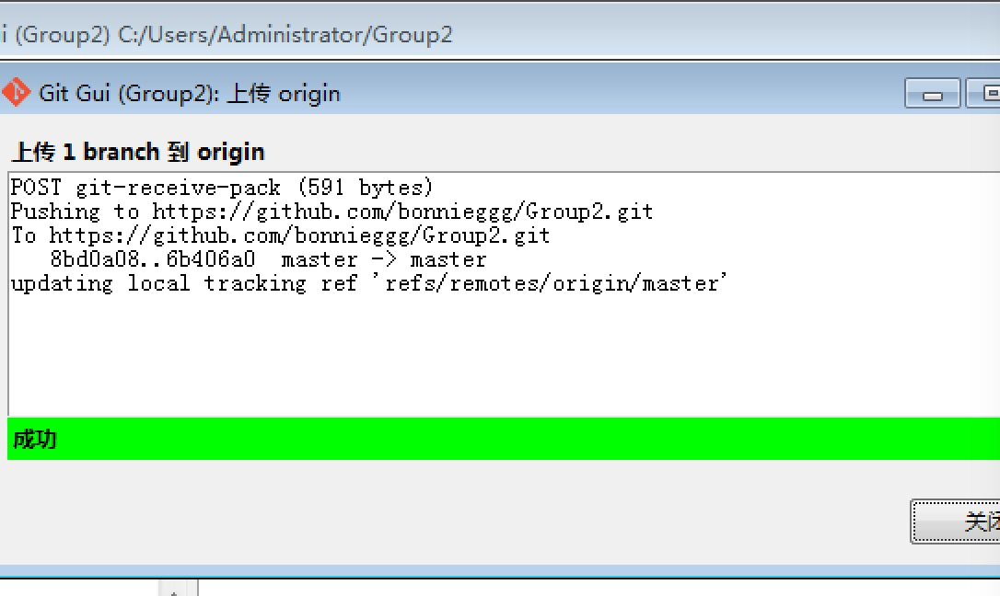 i (Group2) C:/Users/Administrator/Group2
Git Gui (Group2): 上传 origin
上传 1 branch 到 origin
POST git-receive-pack (591 bytes)
Pushing to https://github.com/bonnieggg/Group2.git
To https://github.com/bonnieggg/Group2.git
8bd0a08..6b406a0 master -> master
updating local tracking ref 'refs/remotes/origin/master'
成功
关闭